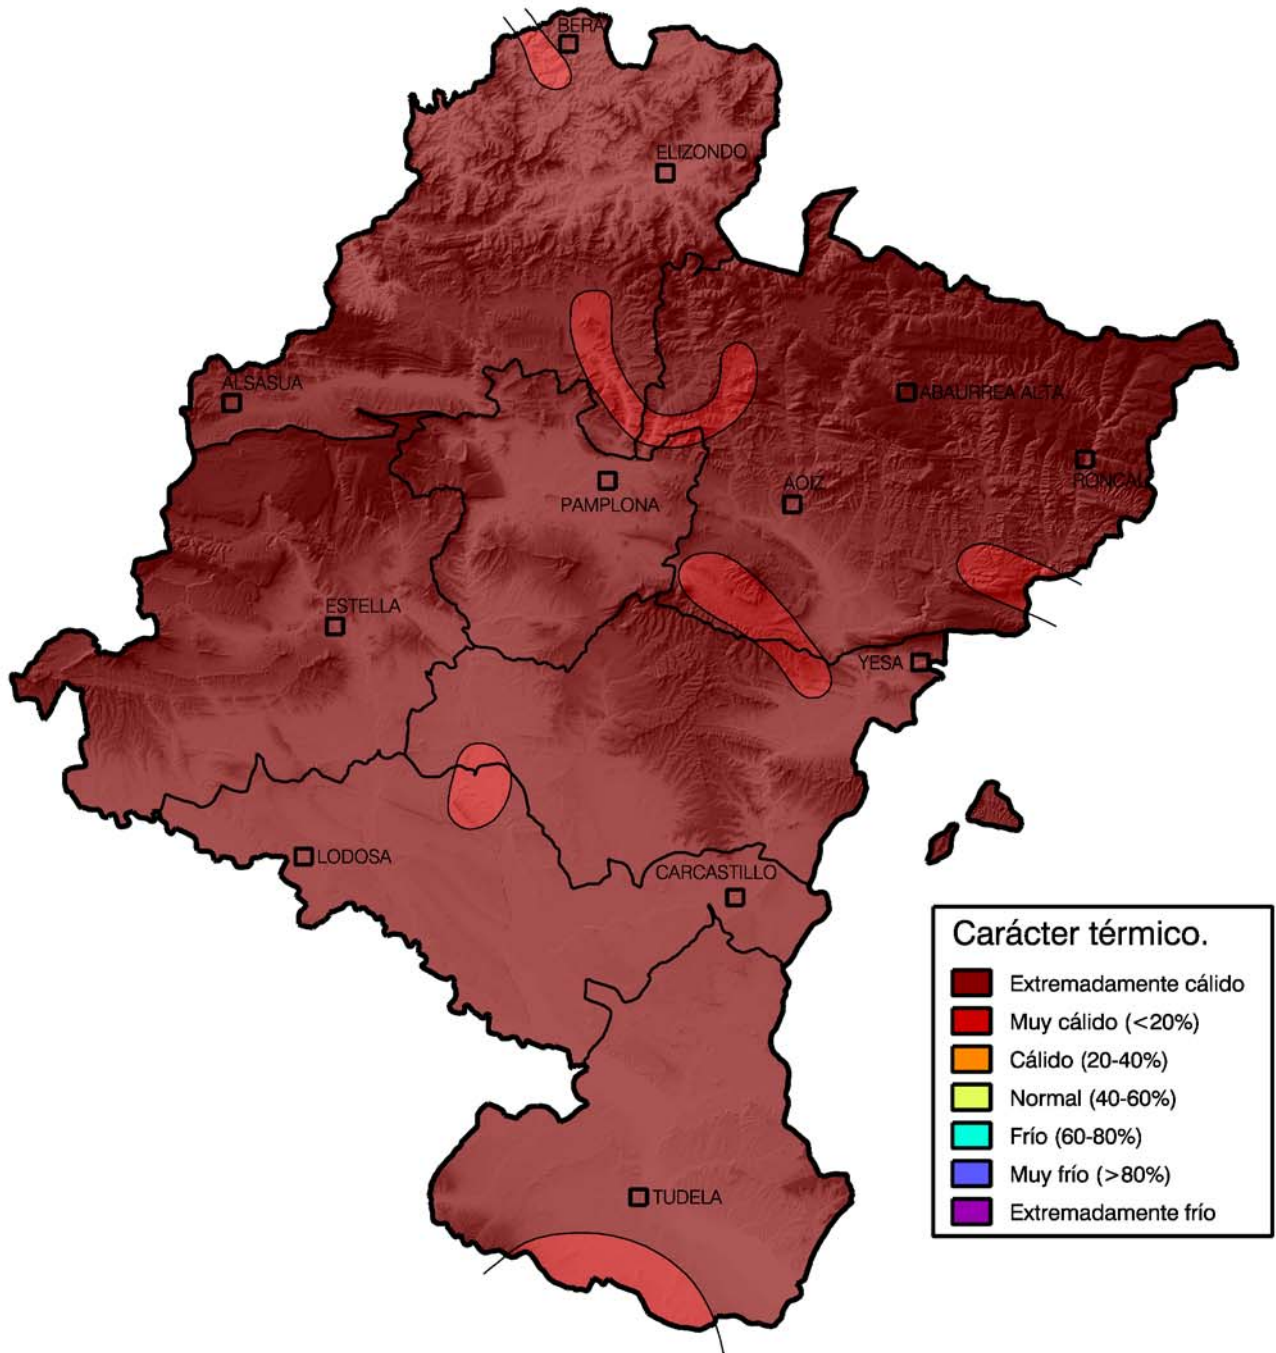 BERA
ELIZONDO
ALSASUA
ABAURREA ALTA
RONCAL
PAMPLONA
AOIZ
ESTELLA
YESA
LODOSA
CARCASTILLO
TUDELA
Carácter térmico.
Extremadamente cálido
Muy cálido (<20%)
Cálido (20-40%)
Normal (40-60%)
Frío (60-80%)
Muy frío (>80%)
Extremadamente frío